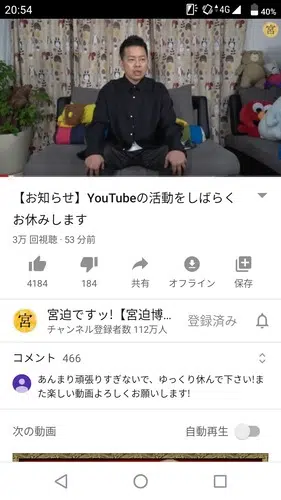 20:54
4G
40%
宮
【お知らせ】YouTubeの活動をしばらく
お休みします
3万 回視聴・53 分前
4184
184
共有
オフライン
保存
宮
宮迫ですッ!【宮迫博...
チャンネル登録者数 112万人
登録済み
コメント 466
あんまり頑張りすぎないで、ゆっくり休んで下さい!ま
た楽しい動画よろしくお願いします!
次の動画
自動再生